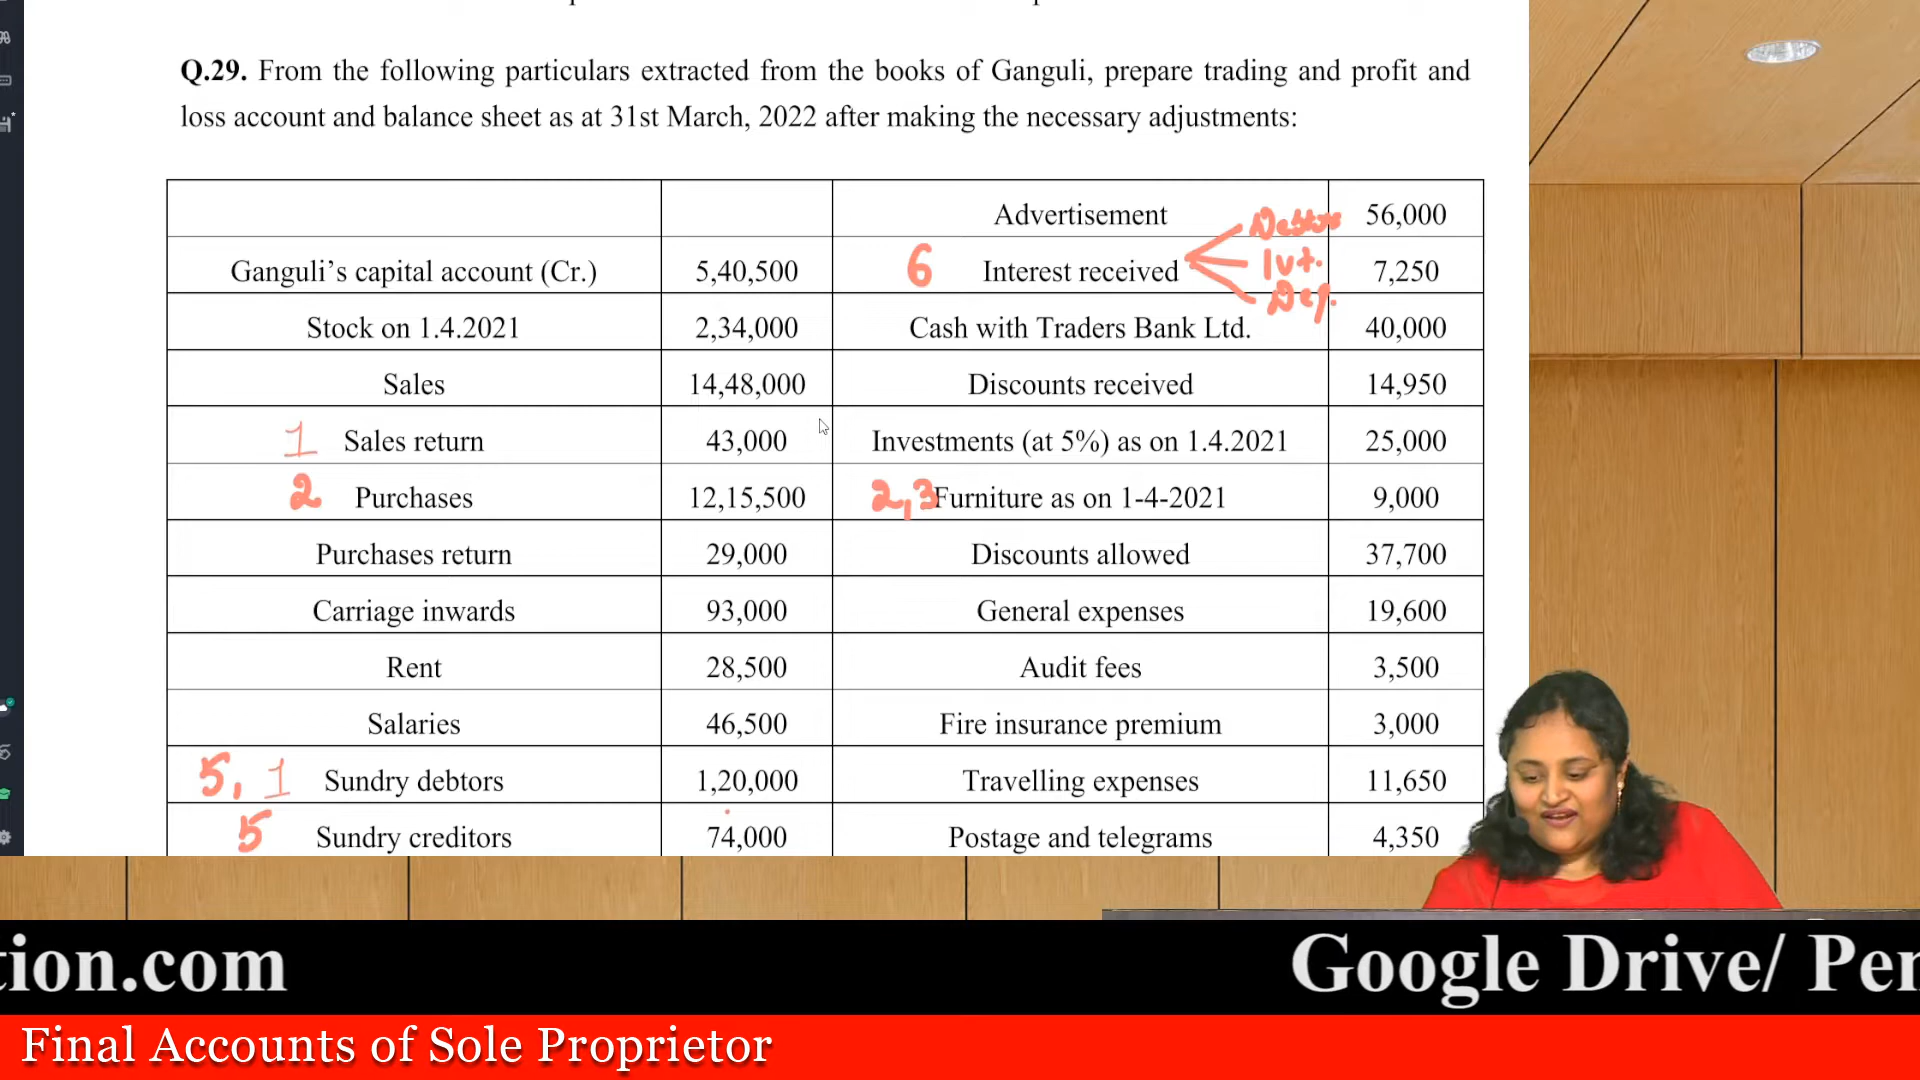 Q.29. From the following particulars extracted from the books of Ganguli, prepare trading and profit and
loss account and balance sheet as at 31st March, 2022 after making the necessary adjustments:
Advertisement 56,000
Debtors
Ganguli's capital account (Cr.) 5,40,500 6 Interest received Ivt. 7,250
Dep.
Stock on 1.4.2021 2,34,000 Cash with Traders Bank Ltd. 40,000
Sales 14,48,000 Discounts received 14,950
1 Sales return 43,000 Investments (at 5%) as on 1.4.2021 25,000
2 Purchases 12,15,500 2,3 Furniture as on 1-4-2021 9,000
Purchases return 29,000 Discounts allowed 37,700
Carriage inwards 93,000 General expenses 19,600
Rent 28,500 Audit fees 3,500
Salaries 46,500 Fire insurance premium 3,000
5, 1 Sundry debtors 1,20,000 Travelling expenses 11,650
5 Sundry creditors 74,000 Postage and telegrams 4,350
tion.com Google Drive/ Pen
Final Accounts of Sole Proprietor